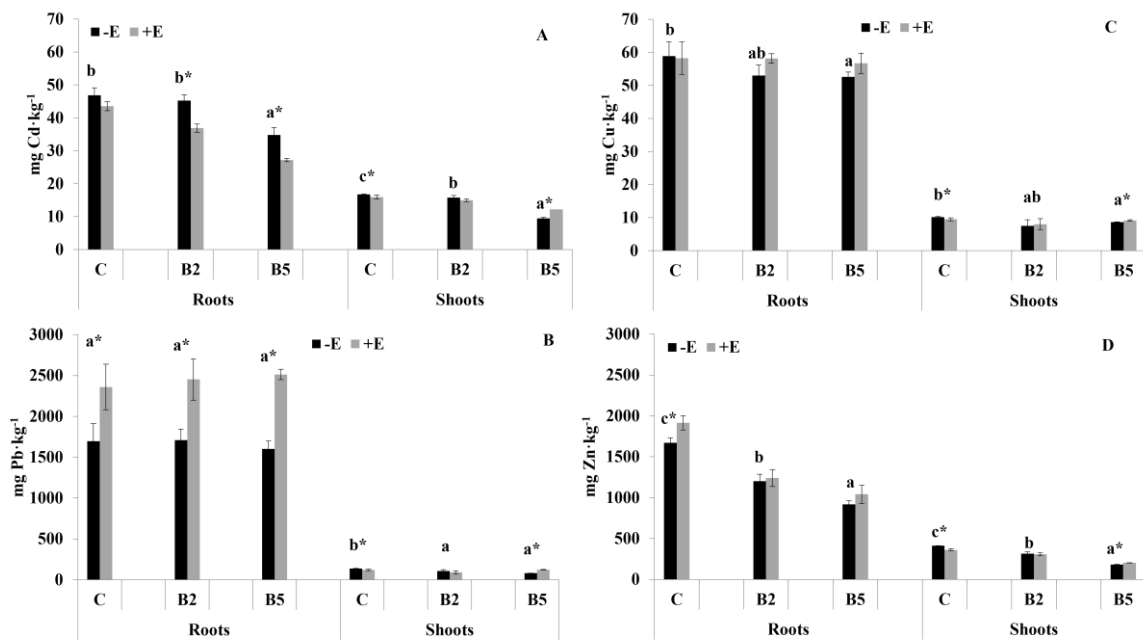 -E +E
A
mg Cd·kg⁻¹
70
60
50
40
30
20
10
0
b
b*
a*
c*
b
a*
C B2 B5 C B2 B5
Roots Shoots
-E +E
C
mg Cu·kg⁻¹
70
60
50
40
30
20
10
0
b
ab
a
b*
ab
a*
C B2 B5 C B2 B5
Roots Shoots
-E +E
B
mg Pb·kg⁻¹
3000
2500
2000
1500
1000
500
0
a*
a*
a*
b*
a
a*
C B2 B5 C B2 B5
Roots Shoots
-E +E
D
mg Zn·kg⁻¹
3000
2500
2000
1500
1000
500
0
c*
b
a
c*
b
a*
C B2 B5 C B2 B5
Roots Shoots